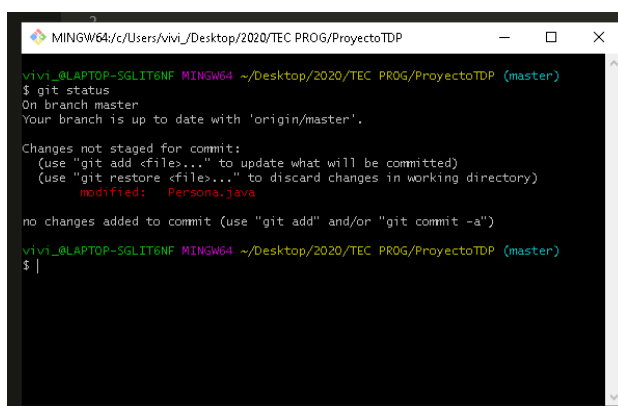 2
MINGW64:/c/Users/vivi_/Desktop/2020/TEC PROG/ProyectoTDP
vivi_@LAPTOP-SGLIT6NF MINGW64 ~/Desktop/2020/TEC PROG/ProyectoTDP (master)
$ git status
On branch master
Your branch is up to date with 'origin/master'.
Changes not staged for commit:
(use "git add <file>..." to update what will be committed)
(use "git restore <file>..." to discard changes in working directory)
modified: Persona.java
no changes added to commit (use "git add" and/or "git commit -a")
vivi_@LAPTOP-SGLIT6NF MINGW64 ~/Desktop/2020/TEC PROG/ProyectoTDP (master)
$